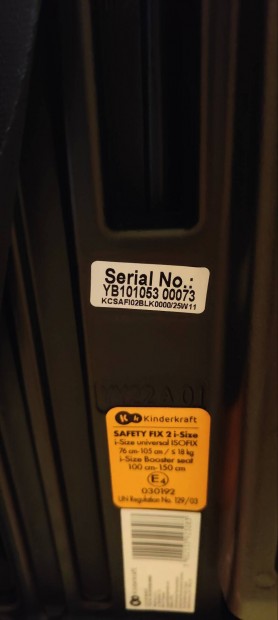 Serial No.:
YB101053 00073
KCSAFI02BLK0000/25W11
Kinderkraft
SAFETY FIX 2 i-Size
i-Size universal ISOFIX
76 cm-105 cm / ≤ 18 kg
i-Size Booster seat
100 cm- 150 cm
E4
030192
UN Regulation No. 129/03